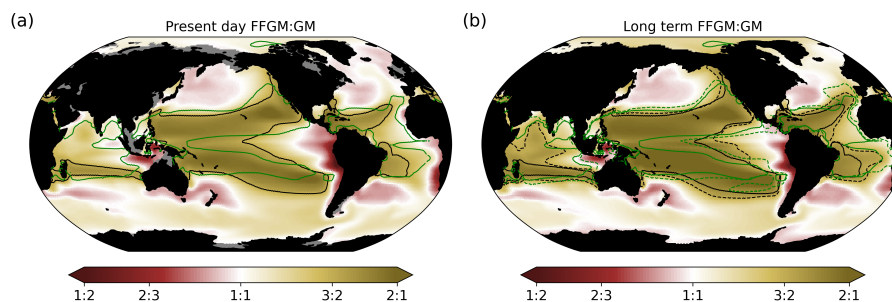 (a)
Present day FFGM:GM
1:2 2:3 1:1 3:2 2:1
(b)
Long term FFGM:GM
1:2 2:3 1:1 3:2 2:1